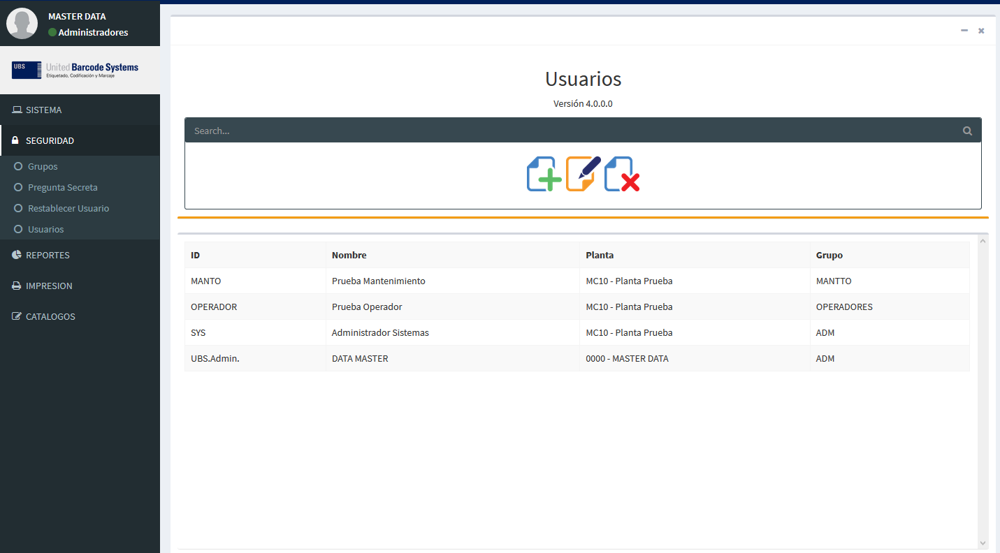 MASTER DATA
Administradores
UBS
United Barcode Systems
Etiquetado, Codificación y Marcaje
SISTEMA
SEGURIDAD
Grupos
Pregunta Secreta
Restablecer Usuario
Usuarios
REPORTES
IMPRESION
CATALOGOS
Usuarios
Versión 4.0.0.0
Search...
ID Nombre Planta Grupo
MANTO Prueba Mantenimiento MC10 - Planta Prueba MANTTO
OPERADOR Prueba Operador MC10 - Planta Prueba OPERADORES
SYS Administrador Sistemas MC10 - Planta Prueba ADM
UBS.Admin. DATA MASTER 0000 - MASTER DATA ADM